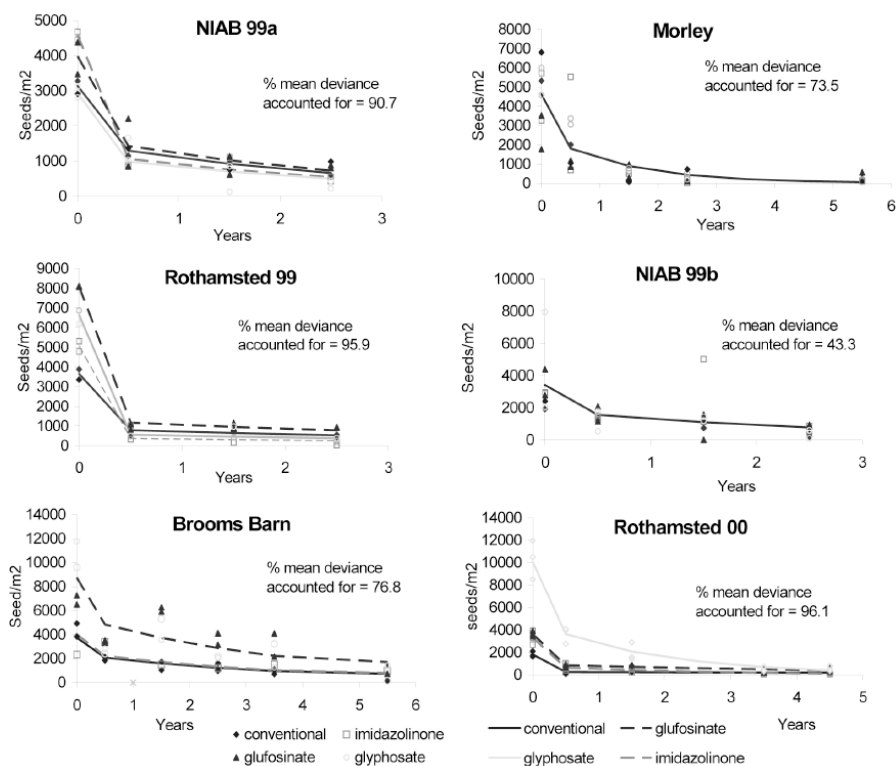 NIAB 99a
5000
4000
3000
2000
1000
0
Seeds/m2
% mean deviance
accounted for = 90.7
0 1 2 3
Years
Morley
8000
7000
6000
5000
4000
3000
2000
1000
0
Seeds/m2
% mean deviance
accounted for = 73.5
0 1 2 3 4 5 6
Years
Rothamsted 99
9000
8000
7000
6000
5000
4000
3000
2000
1000
0
Seeds/m2
% mean deviance
accounted for = 95.9
0 1 2 3
Years
NIAB 99b
10000
8000
6000
4000
2000
0
Seeds/m2
% mean deviance
accounted for = 43.3
0 1 2 3
Years
Brooms Barn
14000
12000
10000
8000
6000
4000
2000
0
Seed/m2
% mean deviance
accounted for = 76.8
0 1 2 3 4 5 6
Years
Rothamsted 00
14000
12000
10000
8000
6000
4000
2000
0
seeds/m2
% mean deviance
accounted for = 96.1
0 1 2 3 4 5
Years
conventional imidazolinone
glufosinate glyphosate
conventional glufosinate
glyphosate imidazolinone